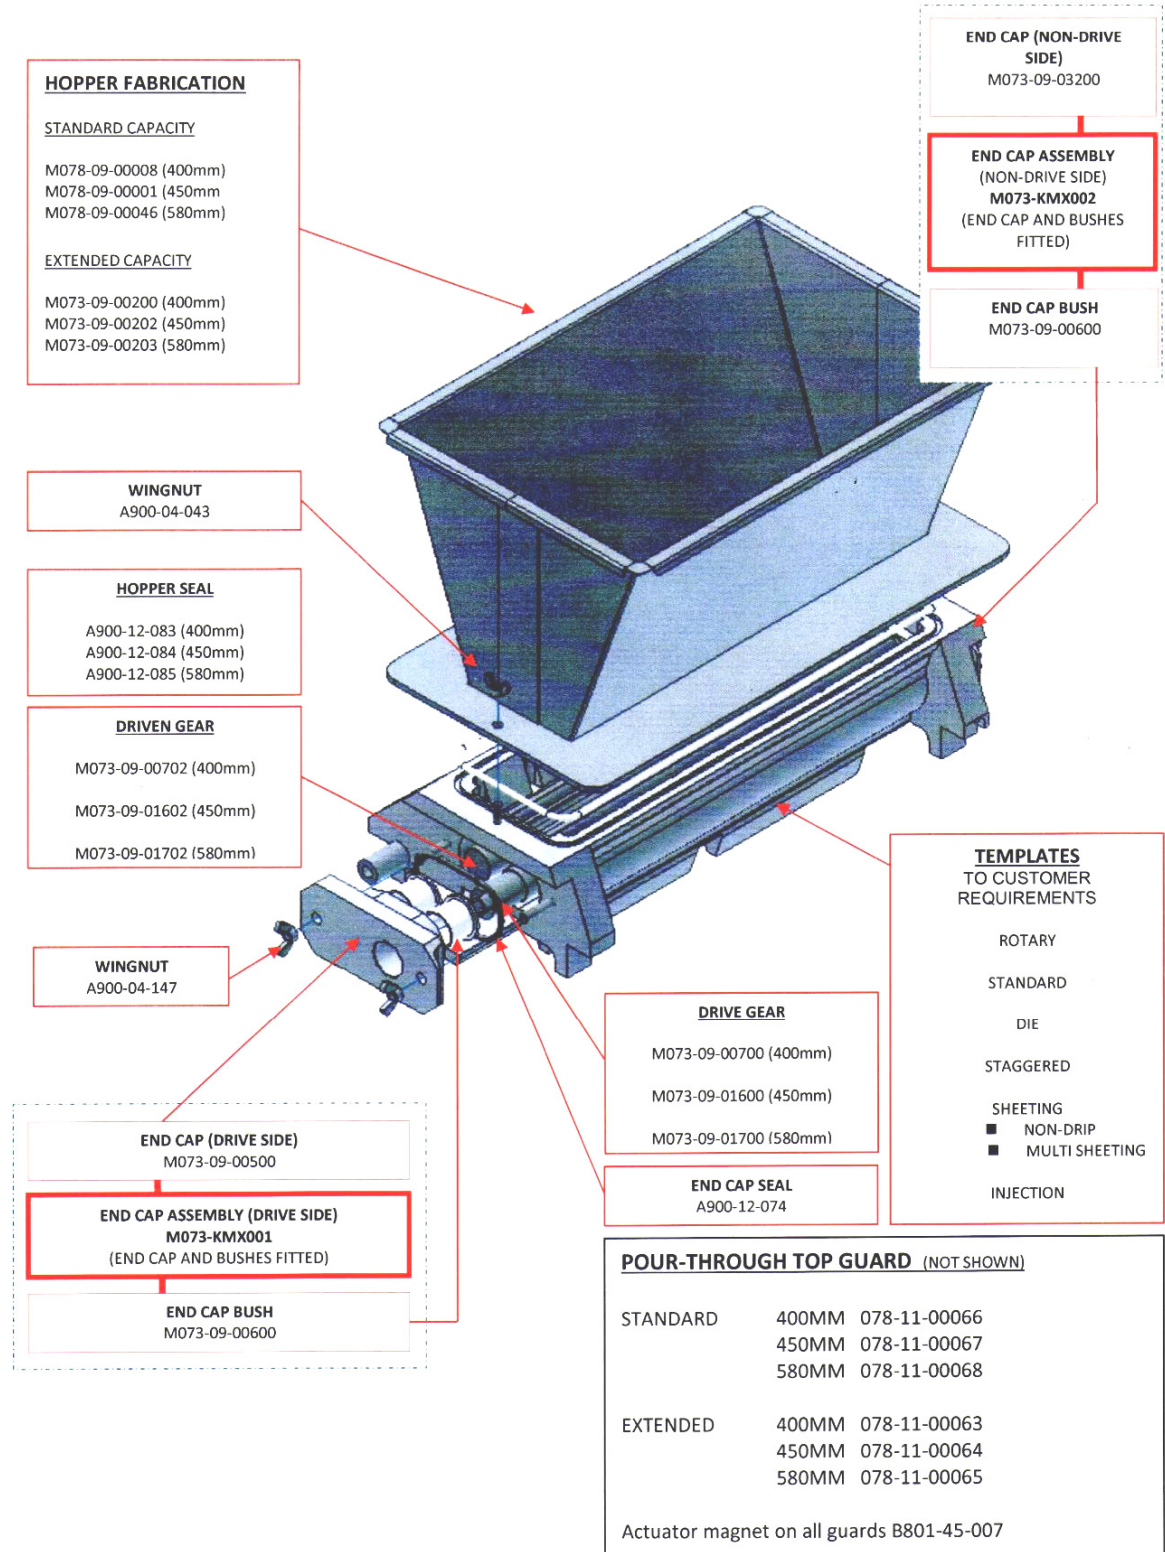 HOPPER FABRICATION
STANDARD CAPACITY
M078-09-00008 (400mm)
M078-09-00001 (450mm
M078-09-00046 (580mm)
EXTENDED CAPACITY
M073-09-00200 (400mm)
M073-09-00202 (450mm)
M073-09-00203 (580mm)
END CAP (NON-DRIVE
SIDE)
M073-09-03200
END CAP ASSEMBLY
(NON-DRIVE SIDE)
M073-KMX002
(END CAP AND BUSHES
FITTED)
END CAP BUSH
M073-09-00600
WINGNUT
A900-04-043
HOPPER SEAL
A900-12-083 (400mm)
A900-12-084 (450mm)
A900-12-085 (580mm)
DRIVEN GEAR
M073-09-00702 (400mm)
M073-09-01602 (450mm)
M073-09-01702 (580mm)
WINGNUT
A900-04-147
TEMPLATES
TO CUSTOMER
REQUIREMENTS
ROTARY
STANDARD
DIE
STAGGERED
SHEETING
■ NON-DRIP
■ MULTI SHEETING
INJECTION
DRIVE GEAR
M073-09-00700 (400mm)
M073-09-01600 (450mm)
M073-09-01700 (580mm)
END CAP SEAL
A900-12-074
END CAP (DRIVE SIDE)
M073-09-00500
END CAP ASSEMBLY (DRIVE SIDE)
M073-KMX001
(END CAP AND BUSHES FITTED)
END CAP BUSH
M073-09-00600
POUR-THROUGH TOP GUARD (NOT SHOWN)
STANDARD 400MM 078-11-00066
450MM 078-11-00067
580MM 078-11-00068
EXTENDED 400MM 078-11-00063
450MM 078-11-00064
580MM 078-11-00065
Actuator magnet on all guards B801-45-007